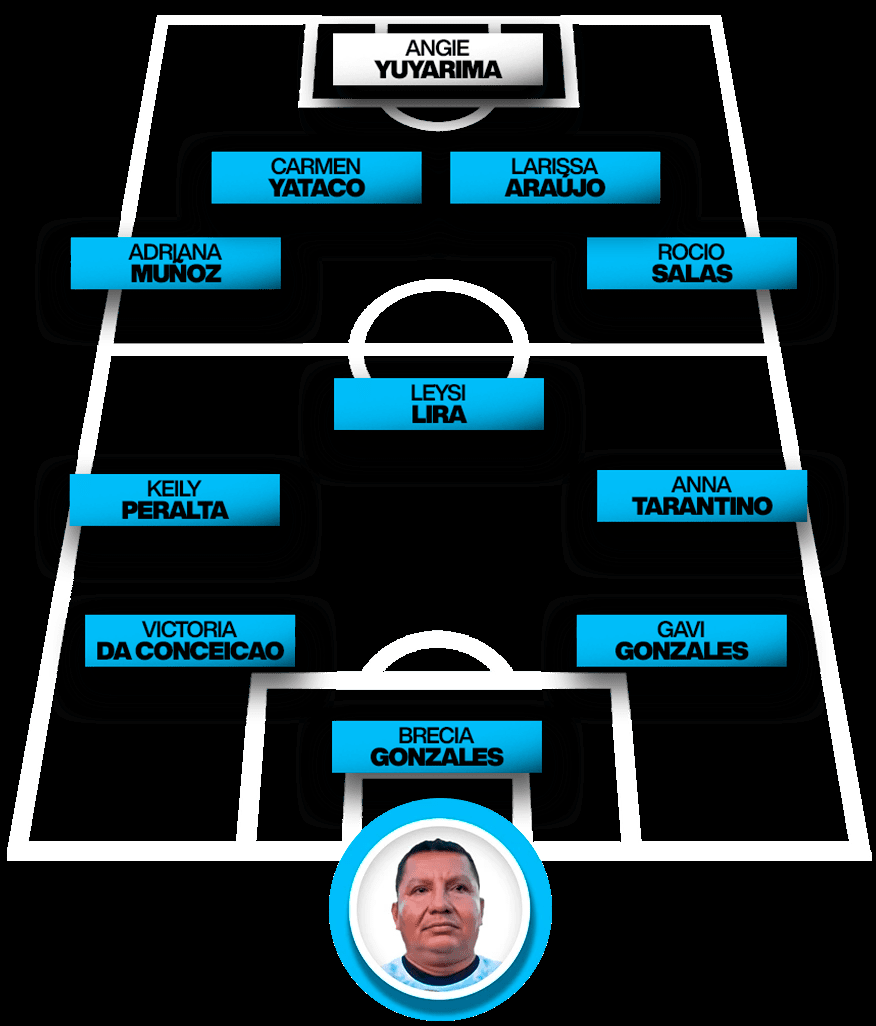 ANGIE
YUYARIMA
CARMEN
YATACO
LARISSA
ARAÚJO
ADRIANA
MUÑOZ
ROCIO
SALAS
LEYSI
LIRA
KEILY
PERALTA
ANNA
TARANTINO
VICTORIA
DA CONCEICAO
GAVI
GONZALES
BRECIA
GONZALES